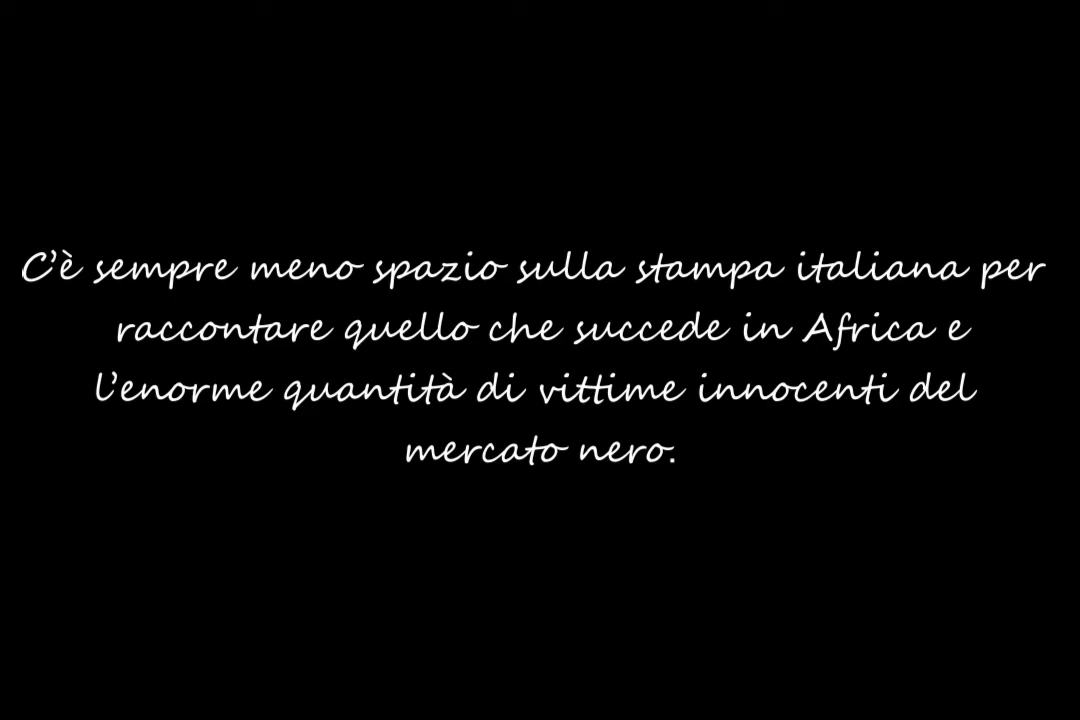 C'è sempre meno spazio sulla stampa italiana per
raccontare quello che succede in Africa e
l'enorme quantità di vittime innocenti del
mercato nero.